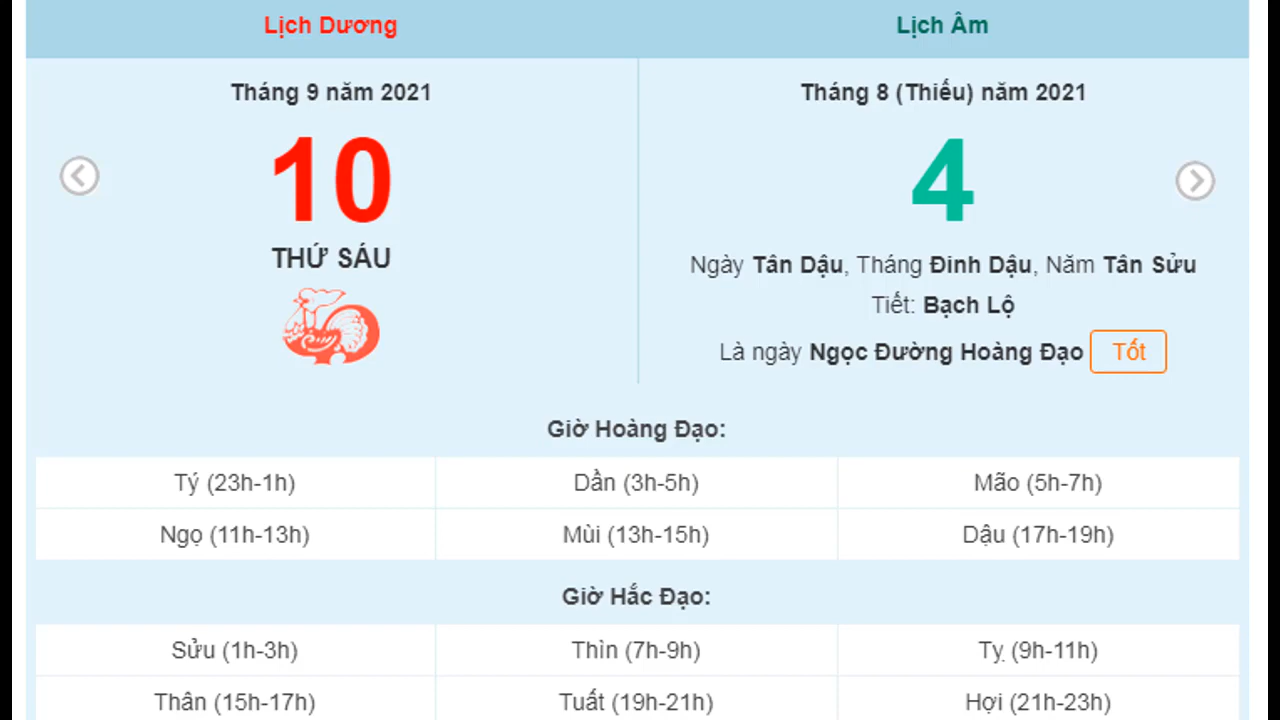 Lịch Dương
Lịch Âm
Tháng 9 năm 2021
Tháng 8 (Thiếu) năm 2021
10
4
THỨ SÁU
Ngày Tân Dậu, Tháng Đinh Dậu, Năm Tân Sửu
Tiết: Bạch Lộ
Là ngày Ngọc Đường Hoàng Đạo Tốt
Giờ Hoàng Đạo:
Tý (23h-1h) Dần (3h-5h) Mão (5h-7h)
Ngọ (11h-13h) Mùi (13h-15h) Dậu (17h-19h)
Giờ Hắc Đạo:
Sửu (1h-3h) Thìn (7h-9h) Tỵ (9h-11h)
Thân (15h-17h) Tuất (19h-21h) Hợi (21h-23h)